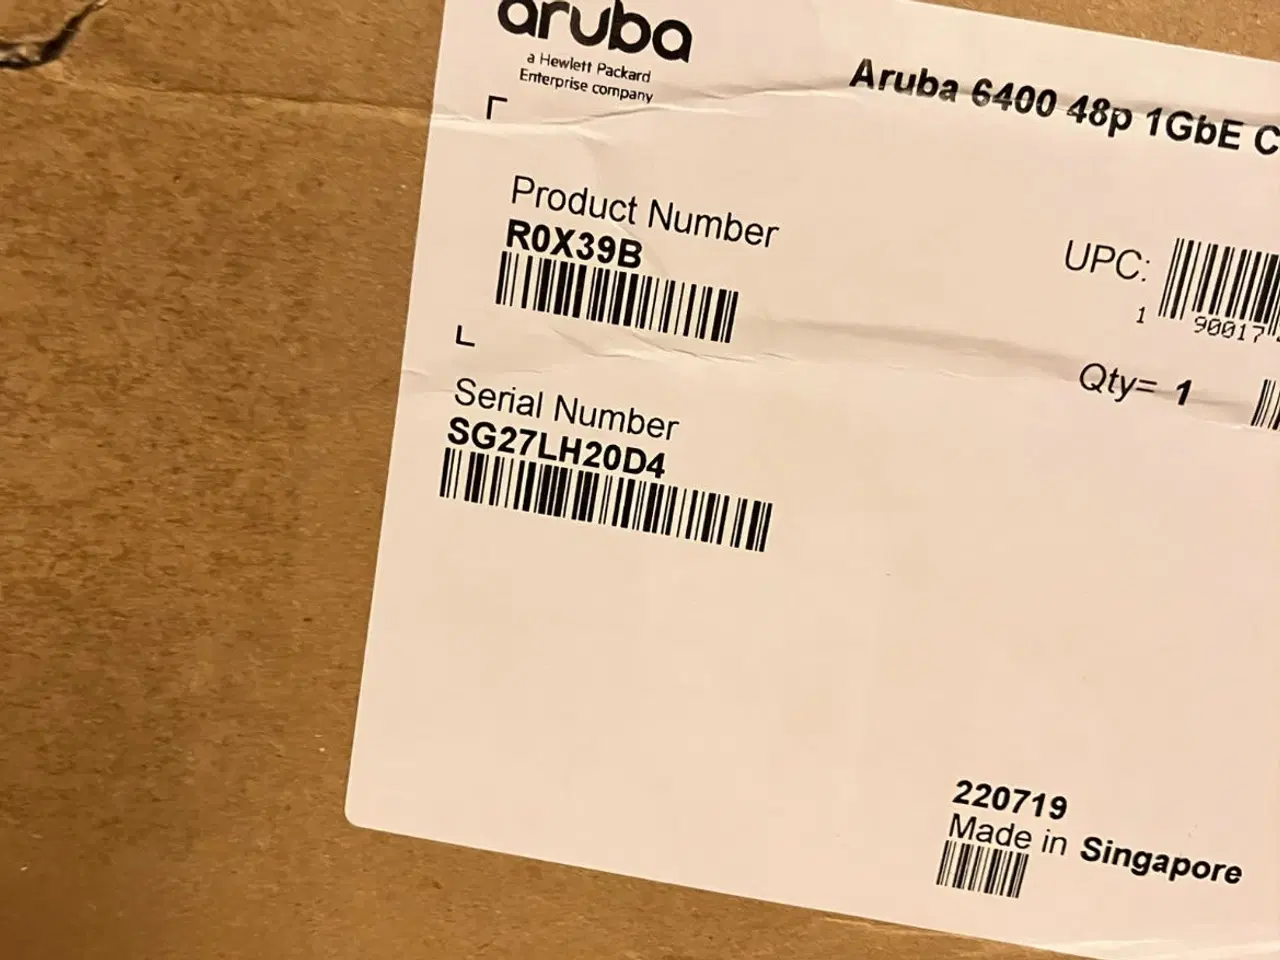 aruba
a Hewlett Packard
Enterprise company
Aruba 6400 48p 1GbE C
Product Number
R0X39B
UPC:
1 90017
Qty= 1
Serial Number
SG27LH20D4
220719
Made in Singapore